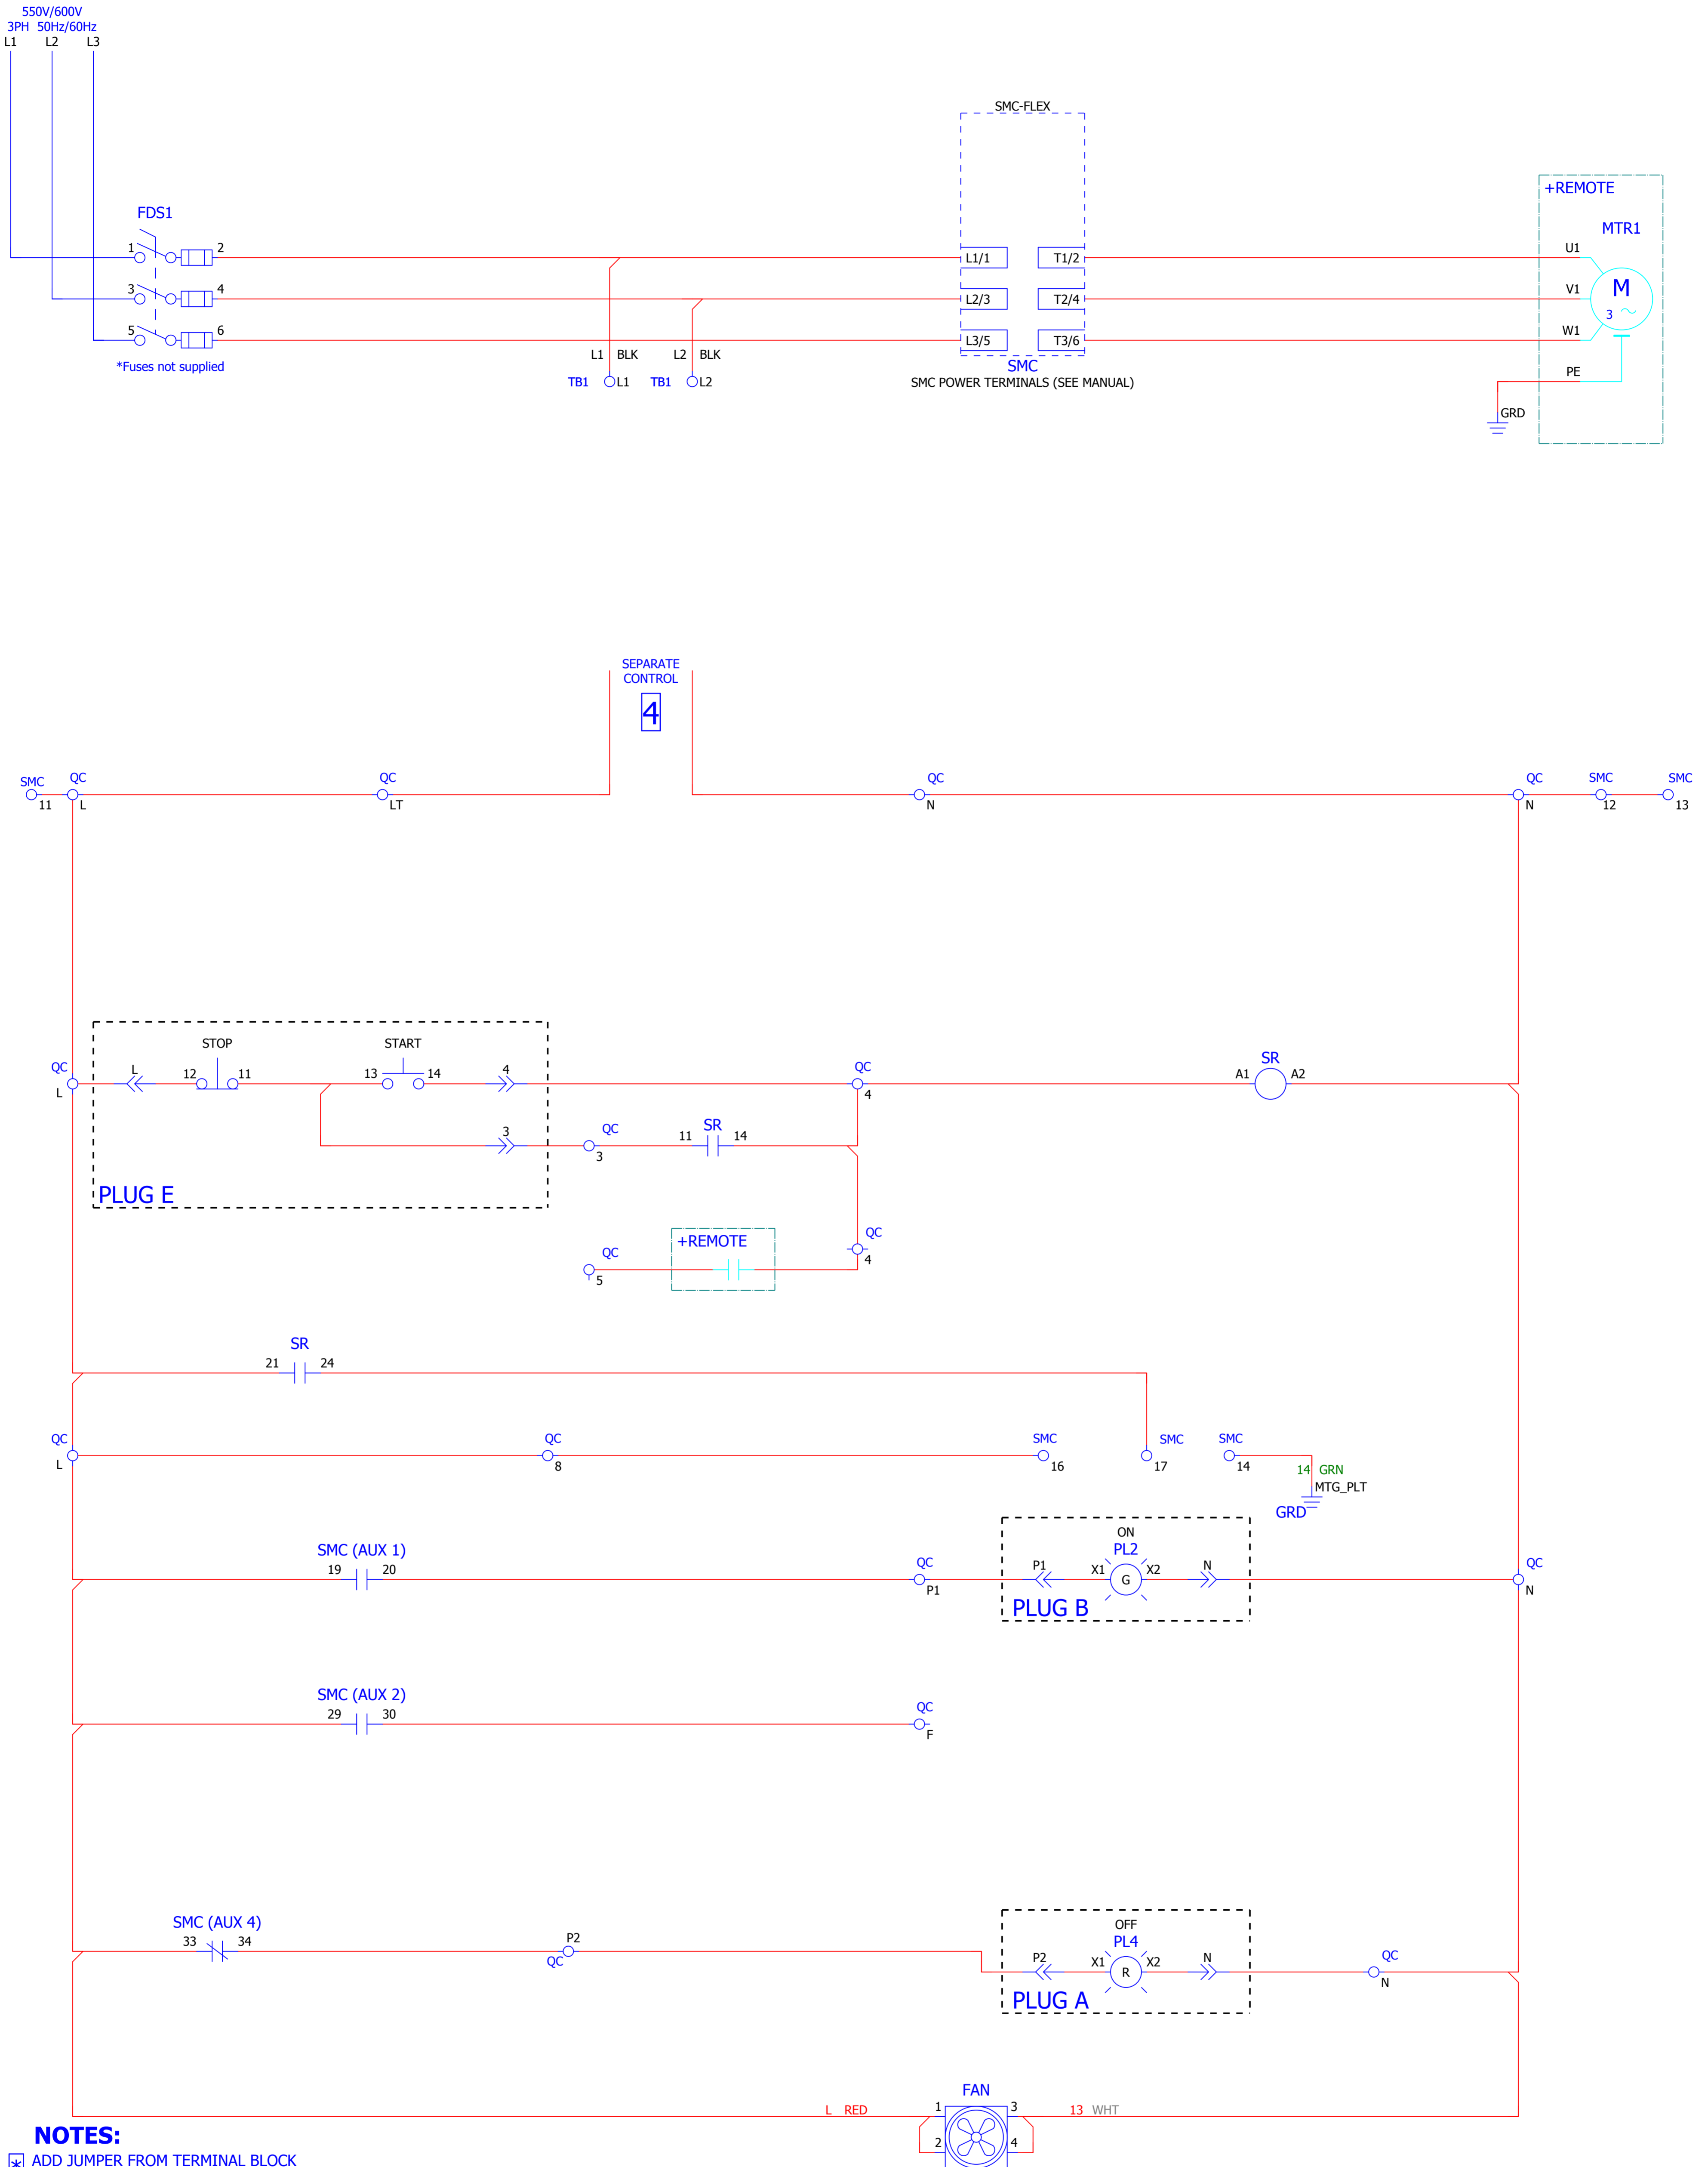 550V/600V
3PH 50Hz/60Hz
L1 L2 L3
SMC-FLEX
+REMOTE
FDS1
MTR1
1 2 L1/1 T1/2 U1
3 4 L2/3 T2/4 V1
M
3
5 6 L3/5 T3/6 W1
*Fuses not supplied
L1 BLK L2 BLK
SMC
PE
TB1 L1 TB1 L2
SMC POWER TERMINALS (SEE MANUAL)
GRD
SEPARATE
CONTROL
4
SMC QC QC QC QC SMC SMC
11 L LT N N 12 13
STOP START
QC L 12 11 13 14 4 QC A1 SR A2
L 4
3 QC 11 SR 14
3
PLUG E
+REMOTE
QC
4
QC
5
SR
21 24
QC QC SMC SMC SMC
L 8 16 17 14
14 GRN
MTG_PLT
GRD
ON
PL2
SMC (AUX 1)
19 20 QC P1 X1 G X2 N QC
P1 N
PLUG B
SMC (AUX 2)
29 30 QC
F
SMC (AUX 4)
33 34 P2
QC
OFF
PL4
P2 X1 R X2 N QC
N
PLUG A
FAN
L RED 1 3 13 WHT
2 4
NOTES:
* ADD JUMPER FROM TERMINAL BLOCK